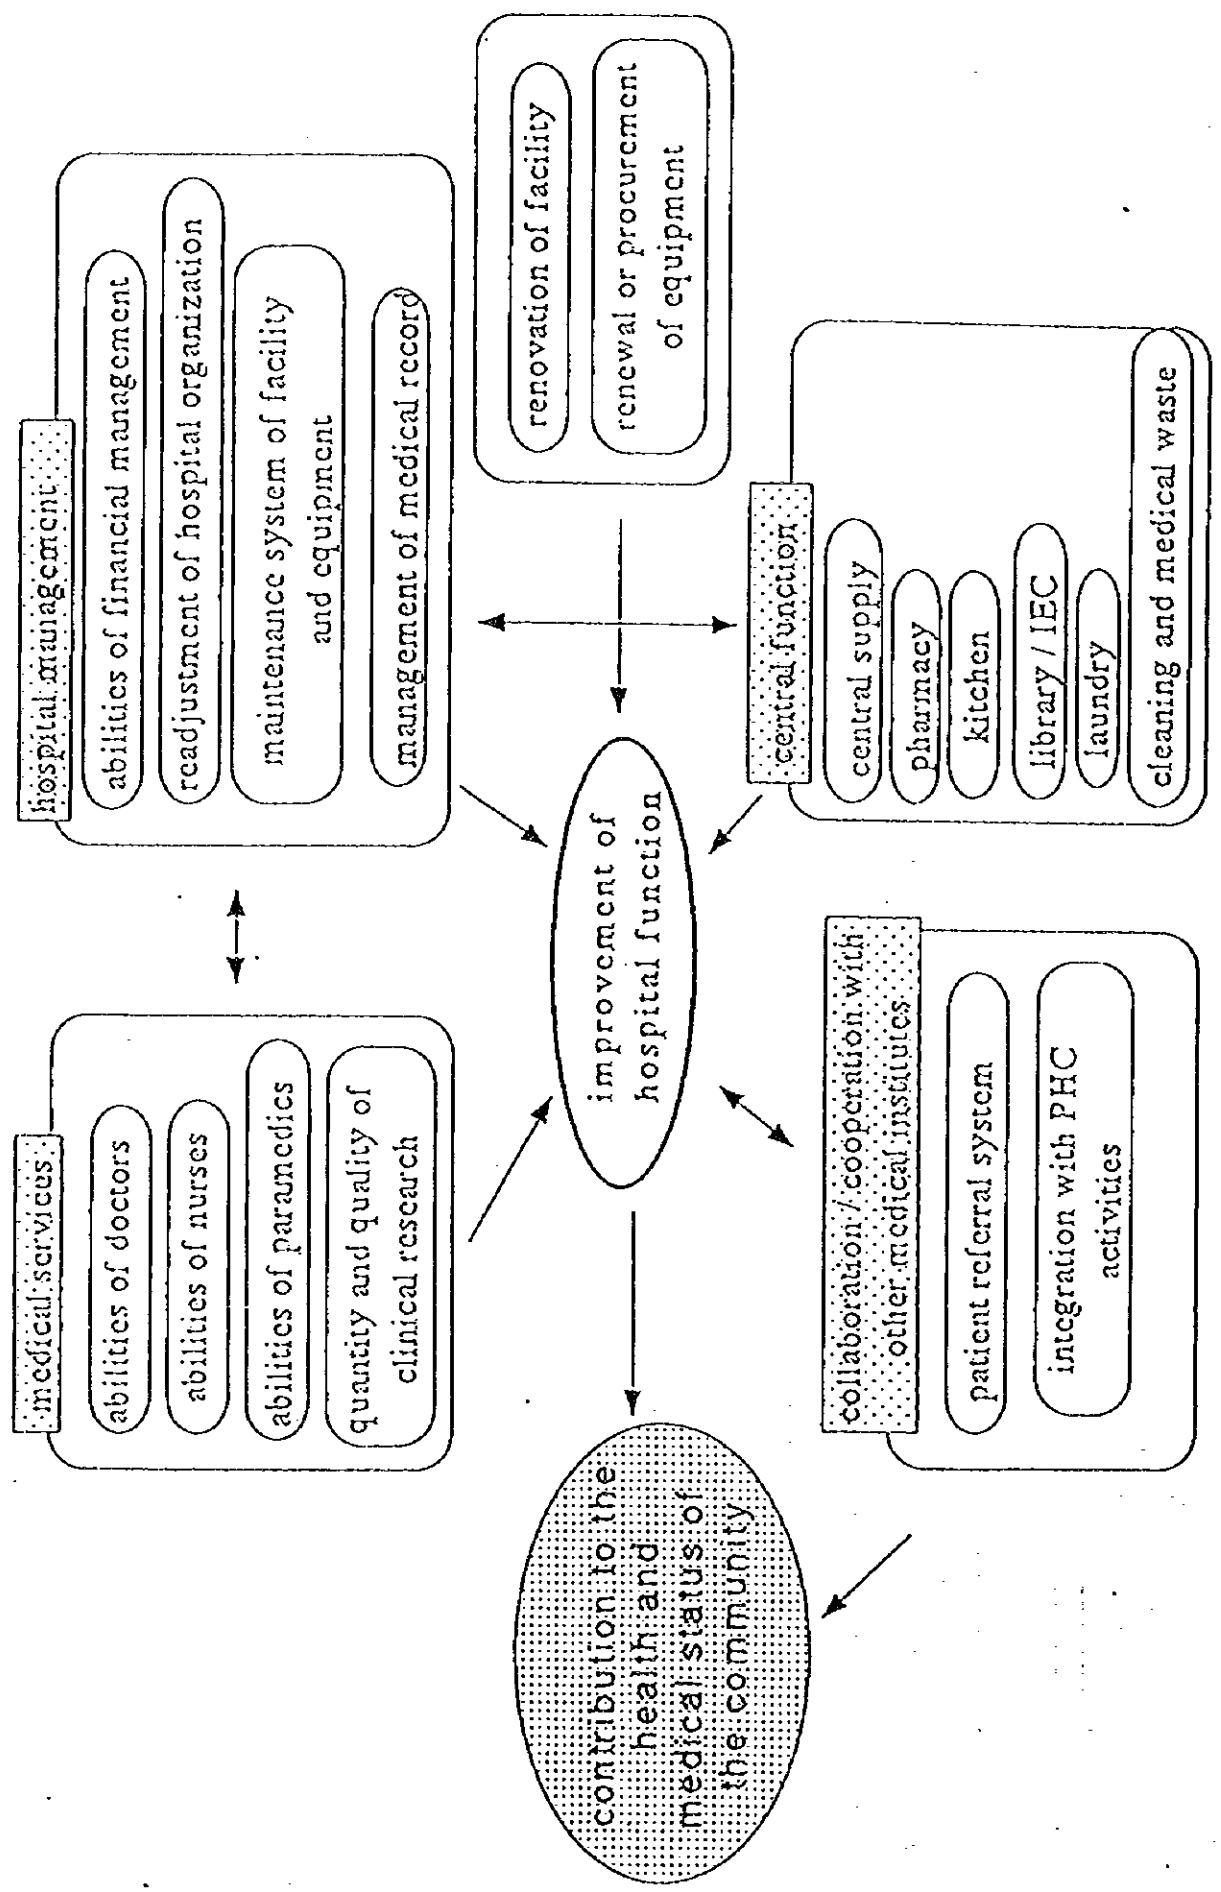 medical services
abilities of doctors
abilities of nurses
abilities of paramedics
quantity and quality of
clinical research
hospital management
abilities of financial management
readjustment of hospital organization
maintenance system of facility
and equipment
management of medical record
renovation of facility
renewal or procurement
of equipment
improvement of
hospital function
contribution to the
health and
medical status of
the community
collaboration / cooperation with
other medical institutes
patient referral system
integration with PHC
activities
central function
central supply
pharmacy
kitchen
library / IEC
laundry
cleaning and medical waste